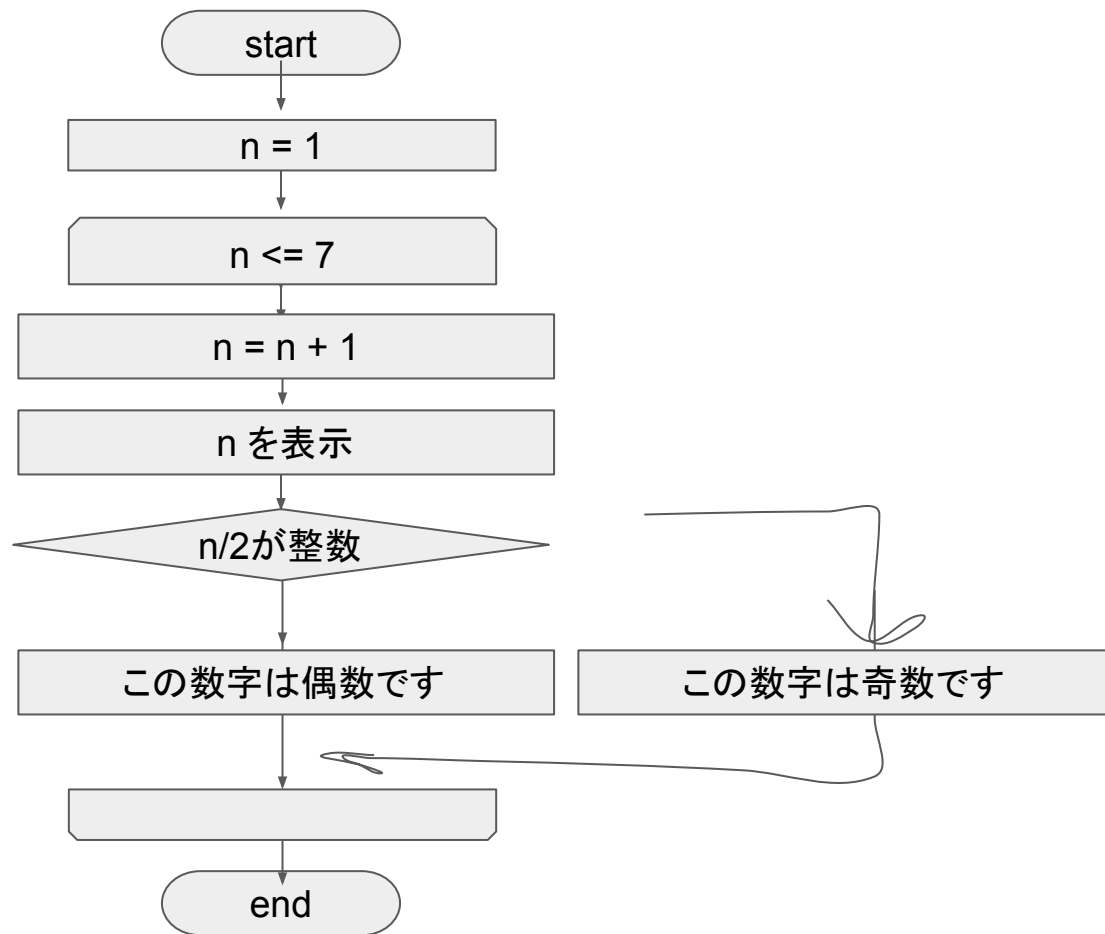 start
n = 1
n <= 7
n = n + 1
n を表示
n/2が整数
この数字は偶数です
この数字は奇数です
end